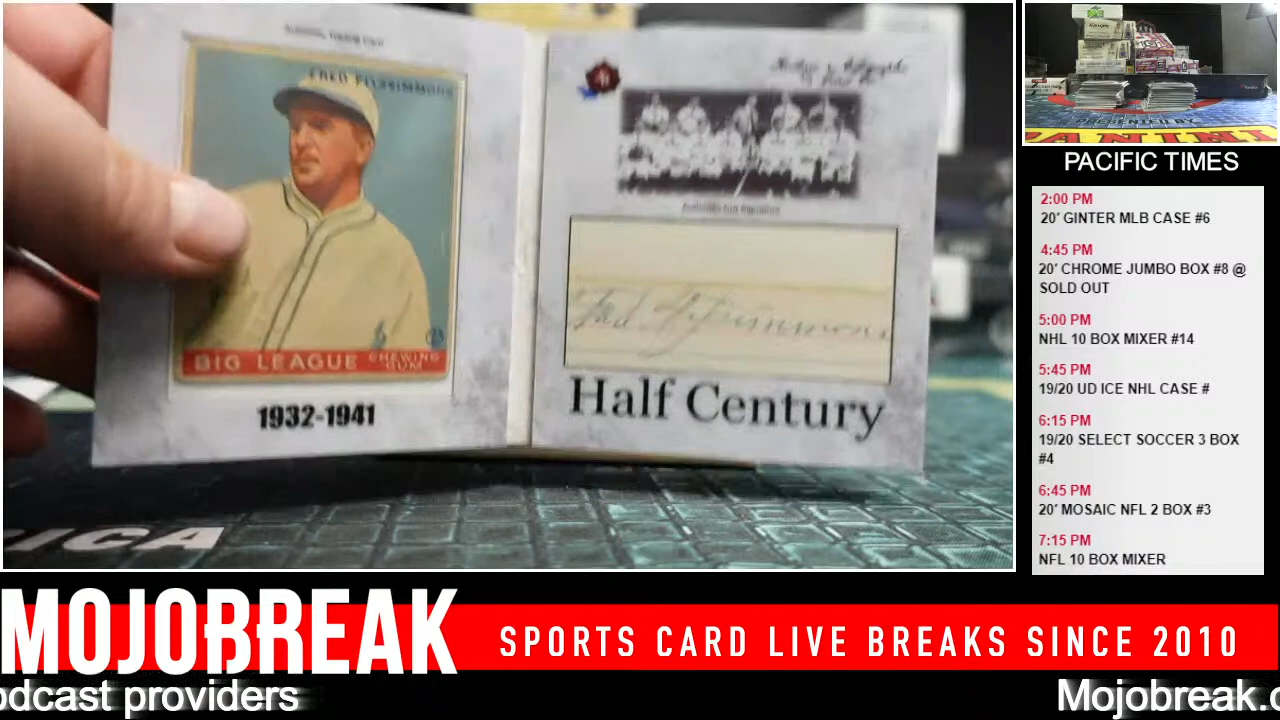 FRED FITZSIMMONS
BIG LEAGUE CHEWING GUM
1932-1941
Half Century
ICA
PACIFIC TIMES
2:00 PM
20' GINTER MLB CASE #6
4:45 PM
20' CHROME JUMBO BOX #8 @
SOLD OUT
5:00 PM
NHL 10 BOX MIXER #14
5:45 PM
19/20 UD ICE NHL CASE #
6:15 PM
19/20 SELECT SOCCER 3 BOX
#4
6:45 PM
20' MOSAIC NFL 2 BOX #3
7:15 PM
NFL 10 BOX MIXER
MOJOBREAK
SPORTS CARD LIVE BREAKS SINCE 2010
odcast providers
Mojobreak.c